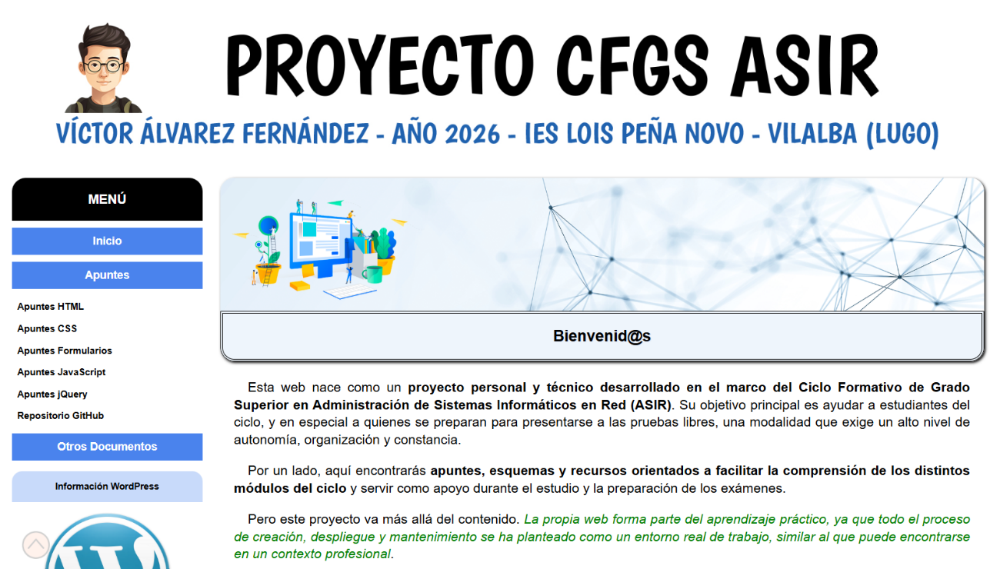 PROYECTO CFGS ASIR
VÍCTOR ÁLVAREZ FERNÁNDEZ - AÑO 2026 - IES LOIS PEÑA NOVO - VILALBA (LUGO)
MENÚ
Inicio
Apuntes
Apuntes HTML
Apuntes CSS
Apuntes Formularios
Apuntes JavaScript
Apuntes jQuery
Repositorio GitHub
Otros Documentos
Información WordPress
Bienvenid@s
Esta web nace como un proyecto personal y técnico desarrollado en el marco del Ciclo Formativo de Grado
Superior en Administración de Sistemas Informáticos en Red (ASIR). Su objetivo principal es ayudar a estudiantes del
ciclo, y en especial a quienes se preparan para presentarse a las pruebas libres, una modalidad que exige un alto nivel de
autonomía, organización y constancia.
Por un lado, aquí encontrarás apuntes, esquemas y recursos orientados a facilitar la comprensión de los distintos
módulos del ciclo y servir como apoyo durante el estudio y la preparación de los exámenes.
Pero este proyecto va más allá del contenido. La propia web forma parte del aprendizaje práctico, ya que todo el proceso
de creación, despliegue y mantenimiento se ha planteado como un entorno real de trabajo, similar al que puede encontrarse
en un contexto profesional.